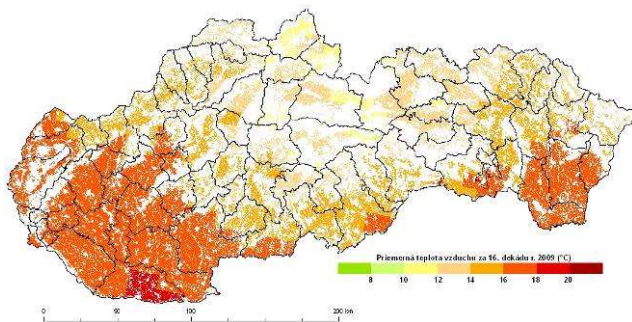 Priemerná teplota vzduchu za 16. dekádu r. 2009 (°C)
8 10 12 14 16 18 20
0 50 100 200 km